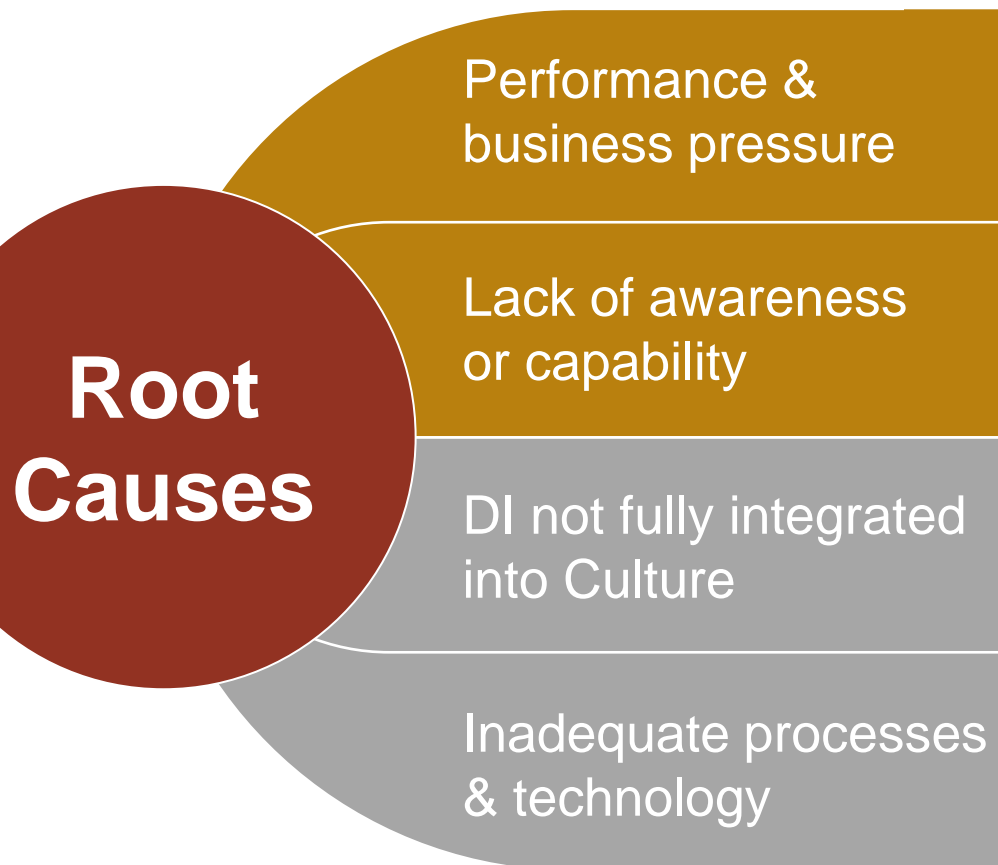 Root
Causes
Performance &
business pressure
Lack of awareness
or capability
DI not fully integrated
into Culture
Inadequate processes
& technology